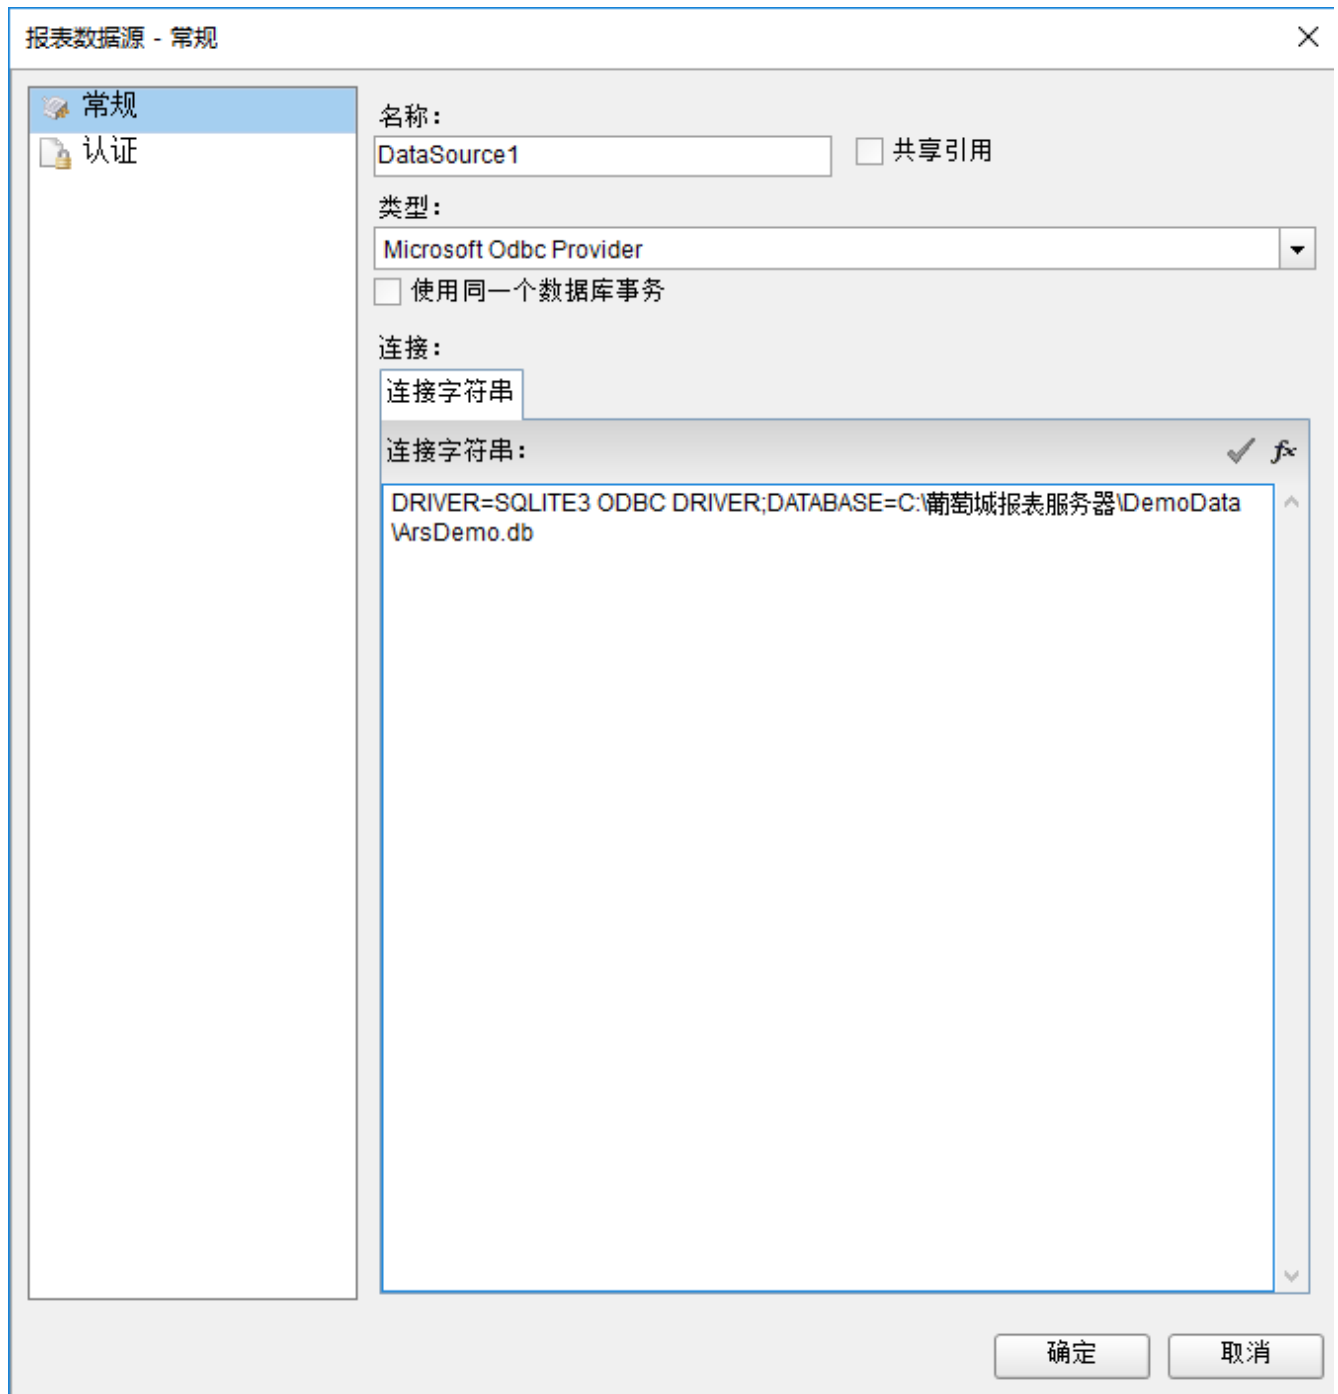 报表数据源 - 常规
常规
认证
名称：
DataSource1
共享引用
类型：
Microsoft Odbc Provider
使用同一个数据库事务
连接：
连接字符串
连接字符串：
fx
DRIVER=SQLITE3 ODBC DRIVER;DATABASE=C:\葡萄城报表服务器\DemoData
\ArsDemo.db
确定
取消